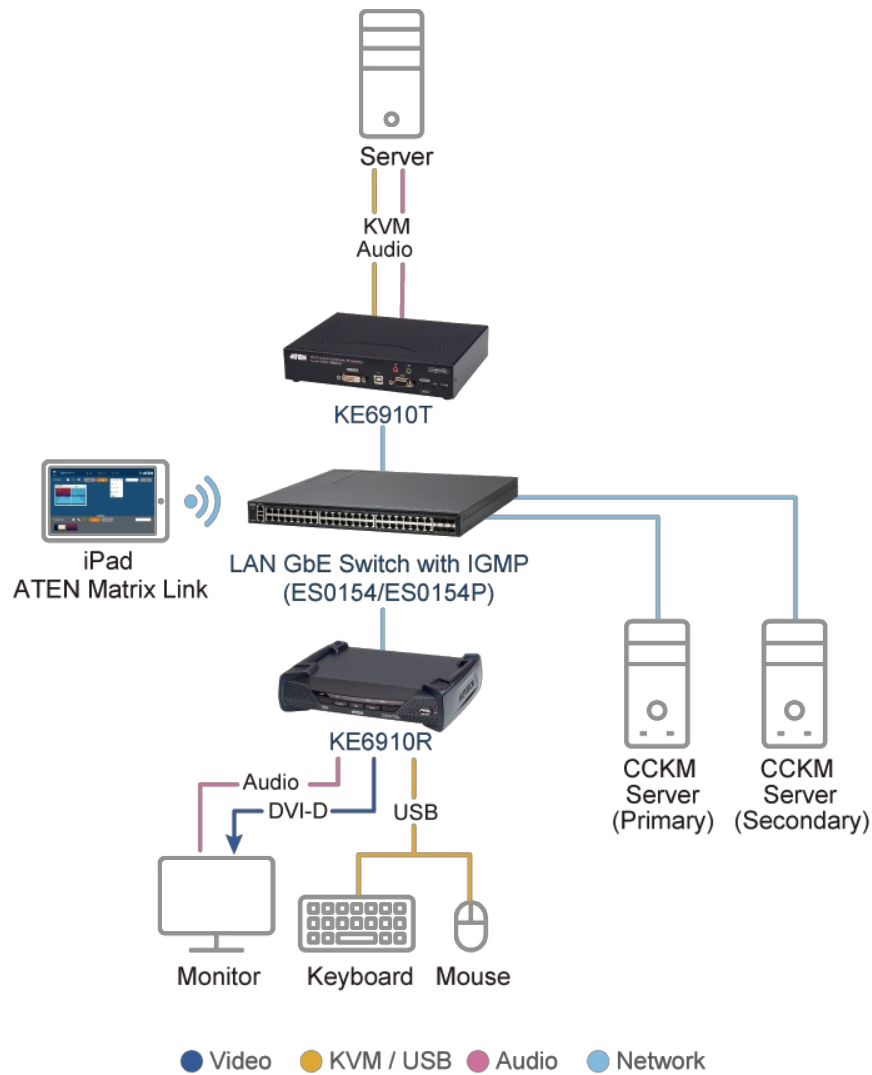 Server
KVM
Audio
ATEN
KE6910T
iPad
ATEN Matrix Link
LAN GbE Switch with IGMP
(ES0154/ES0154P)
KE6910R
CCKM
Server
(Primary)
CCKM
Server
(Secondary)
Audio
DVI-D
USB
Monitor
Keyboard
Mouse
Video
KVM / USB
Audio
Network